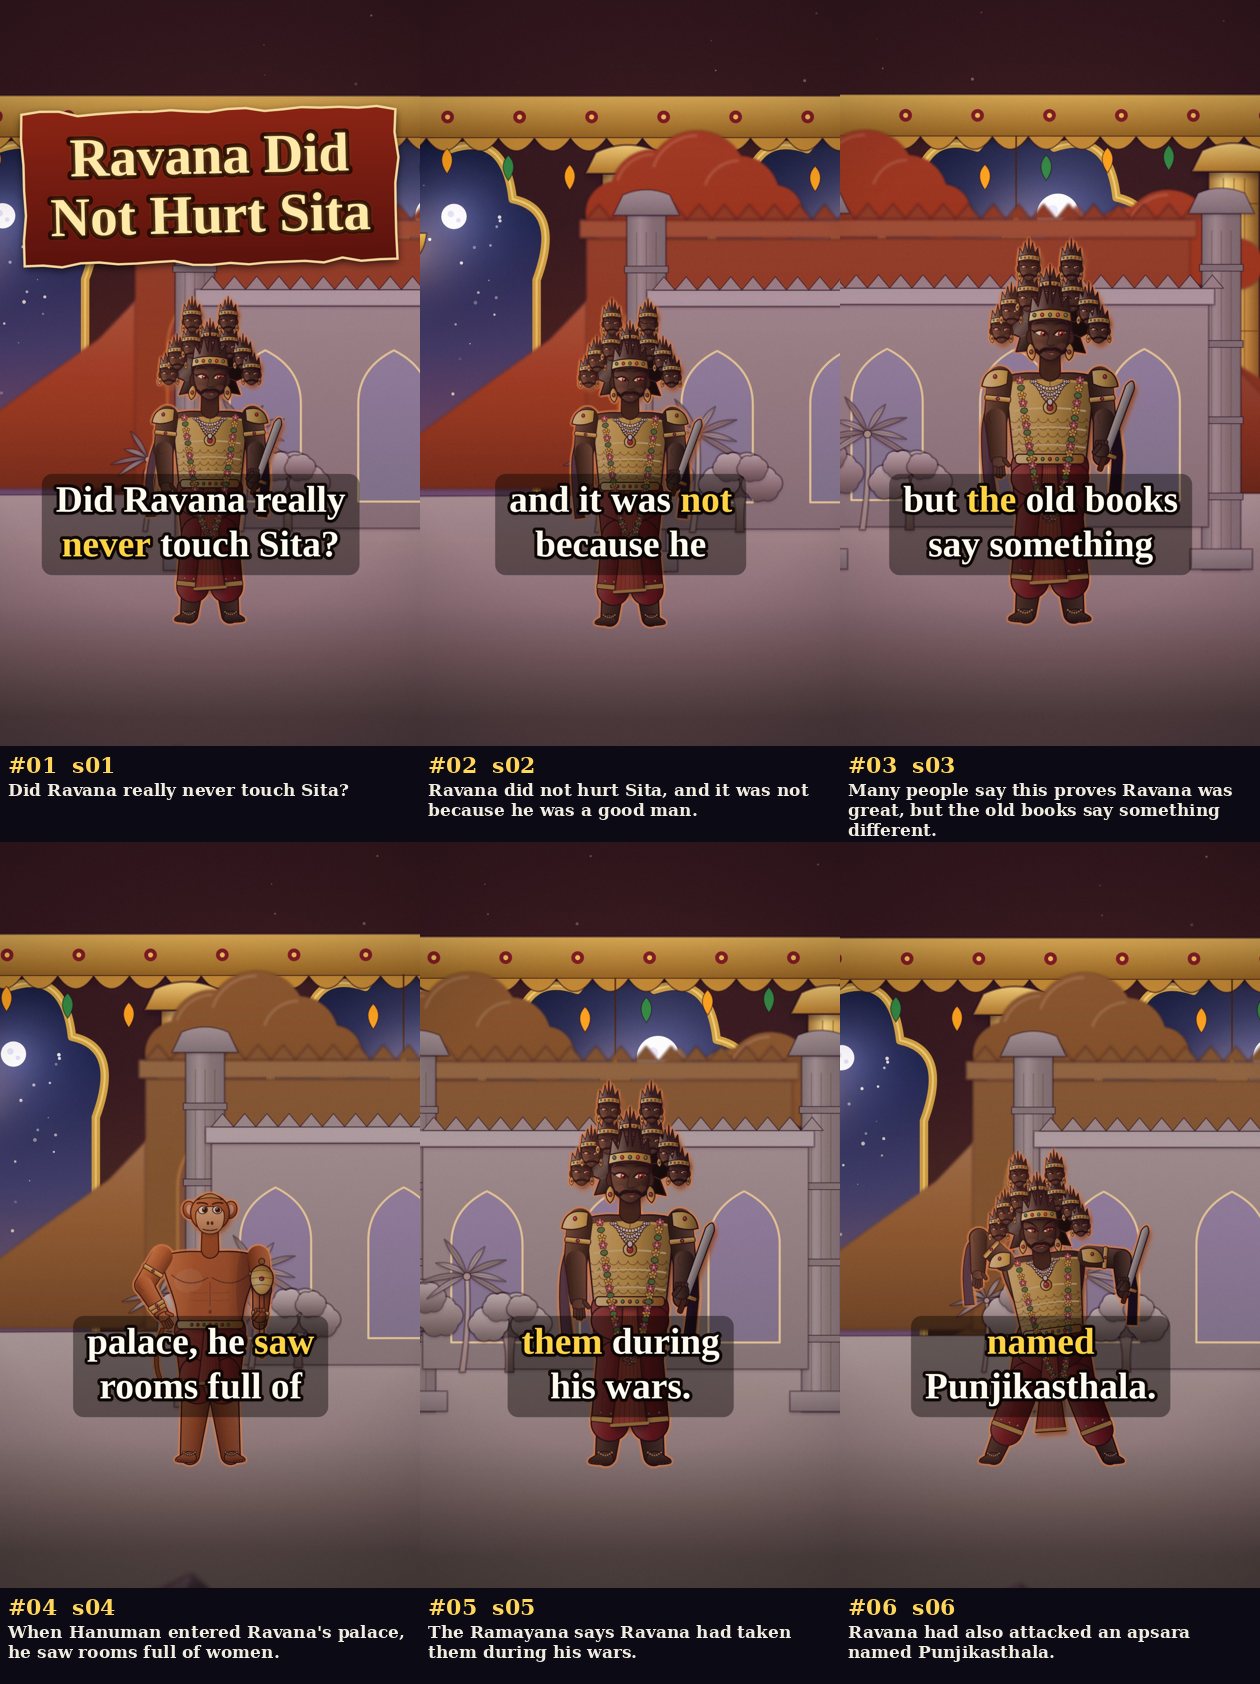 Ravana Did
Not Hurt Sita
Did Ravana really
never touch Sita?
and it was not
because he
but the old books
say something
#01 s01
Did Ravana really never touch Sita?
#02 s02
Ravana did not hurt Sita, and it was not
because he was a good man.
#03 s03
Many people say this proves Ravana was
great, but the old books say something
different.
palace, he saw
rooms full of
them during
his wars.
named
Punjikasthala.
#04 s04
When Hanuman entered Ravana's palace,
he saw rooms full of women.
#05 s05
The Ramayana says Ravana had taken
them during his wars.
#06 s06
Ravana had also attacked an apsara
named Punjikasthala.